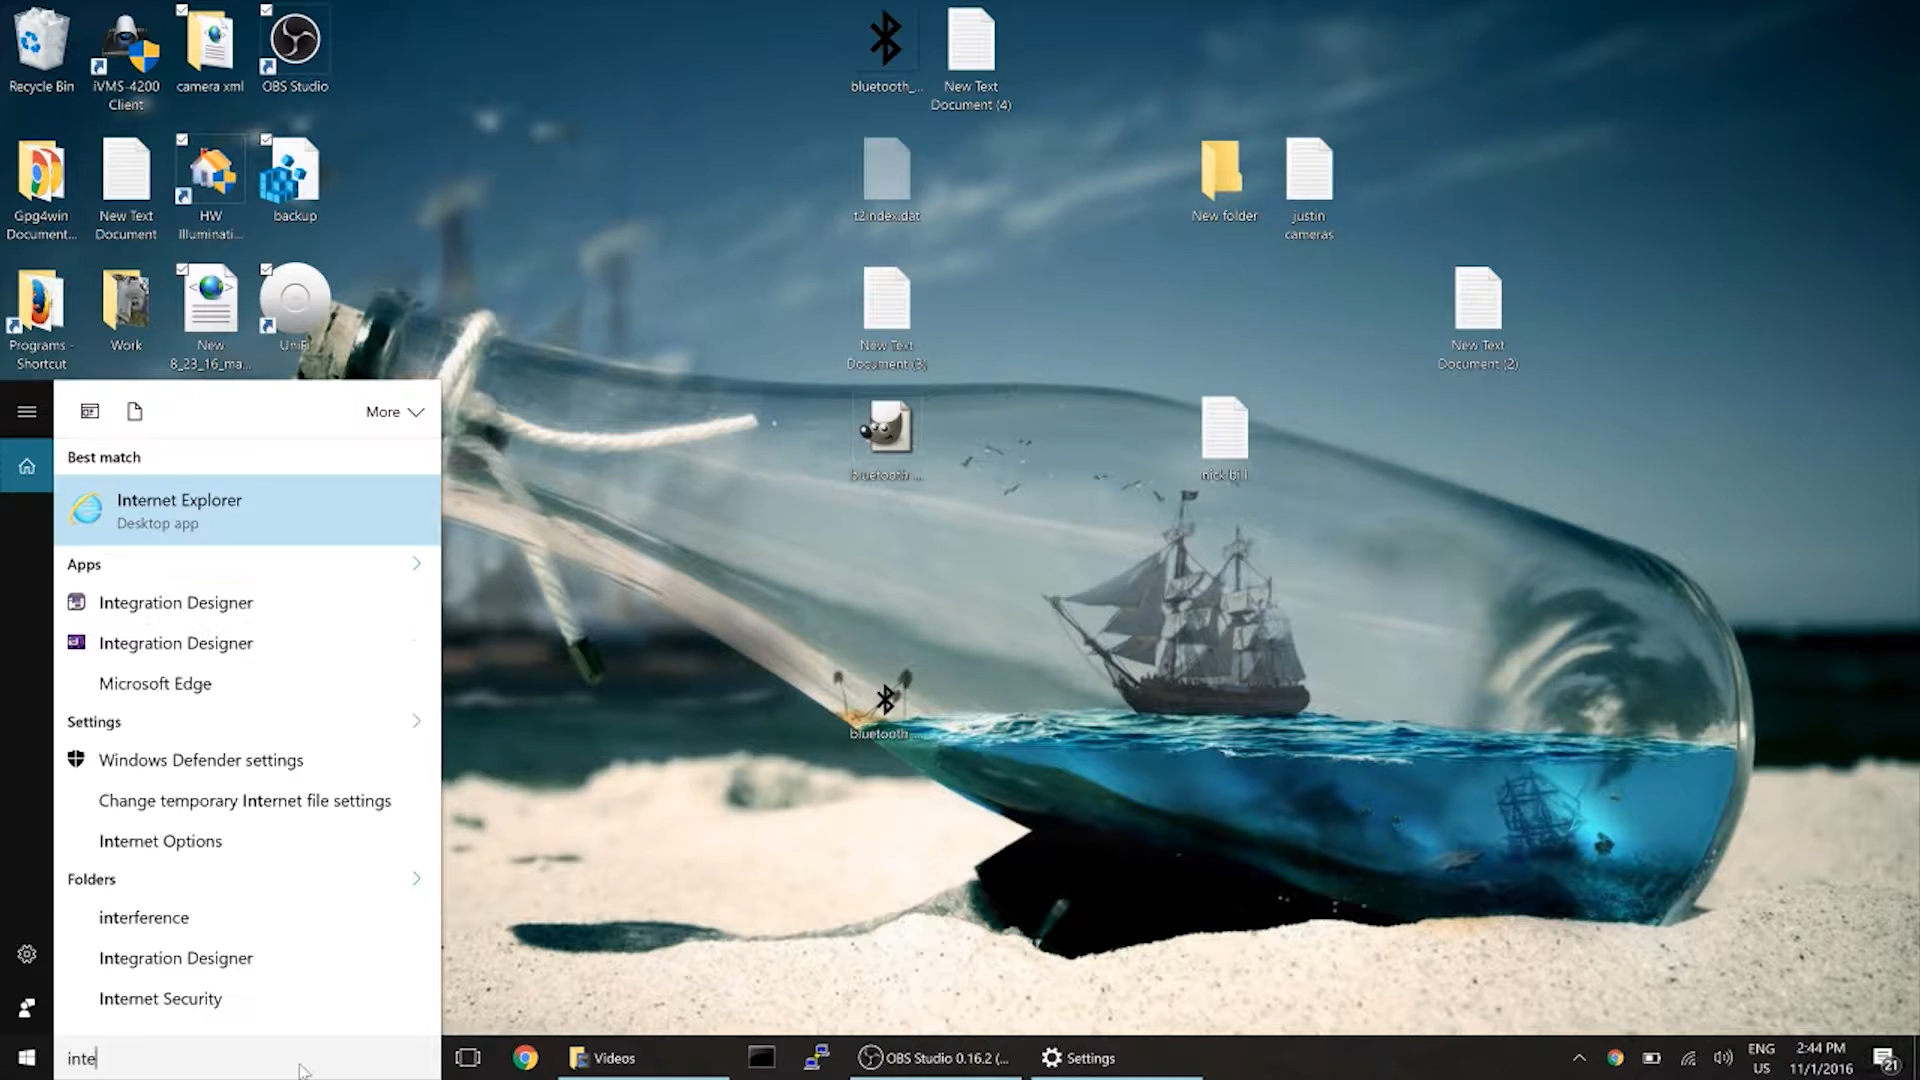 Recycle Bin
iVMS-4200
Client
camera xml
OBS Studio
bluetooth_...
New Text
Document (4)
Gpg4win
Document...
New Text
Document
HW
Illuminati...
backup
t2index.dat
New folder
justin
cameras
Programs -
Shortcut
Work
New
8_23_16_ma...
UniFi
New Text
Document (3)
New Text
Document (2)
bluetooth_...
nick bill
bluetooth_...
More
Best match
Internet Explorer
Desktop app
Apps
Integration Designer
Integration Designer
Microsoft Edge
Settings
Windows Defender settings
Change temporary Internet file settings
Internet Options
Folders
interference
Integration Designer
Internet Security
inte
Videos
OBS Studio 0.16.2 (...
Settings
ENG
US
2:44 PM
11/1/2016
21